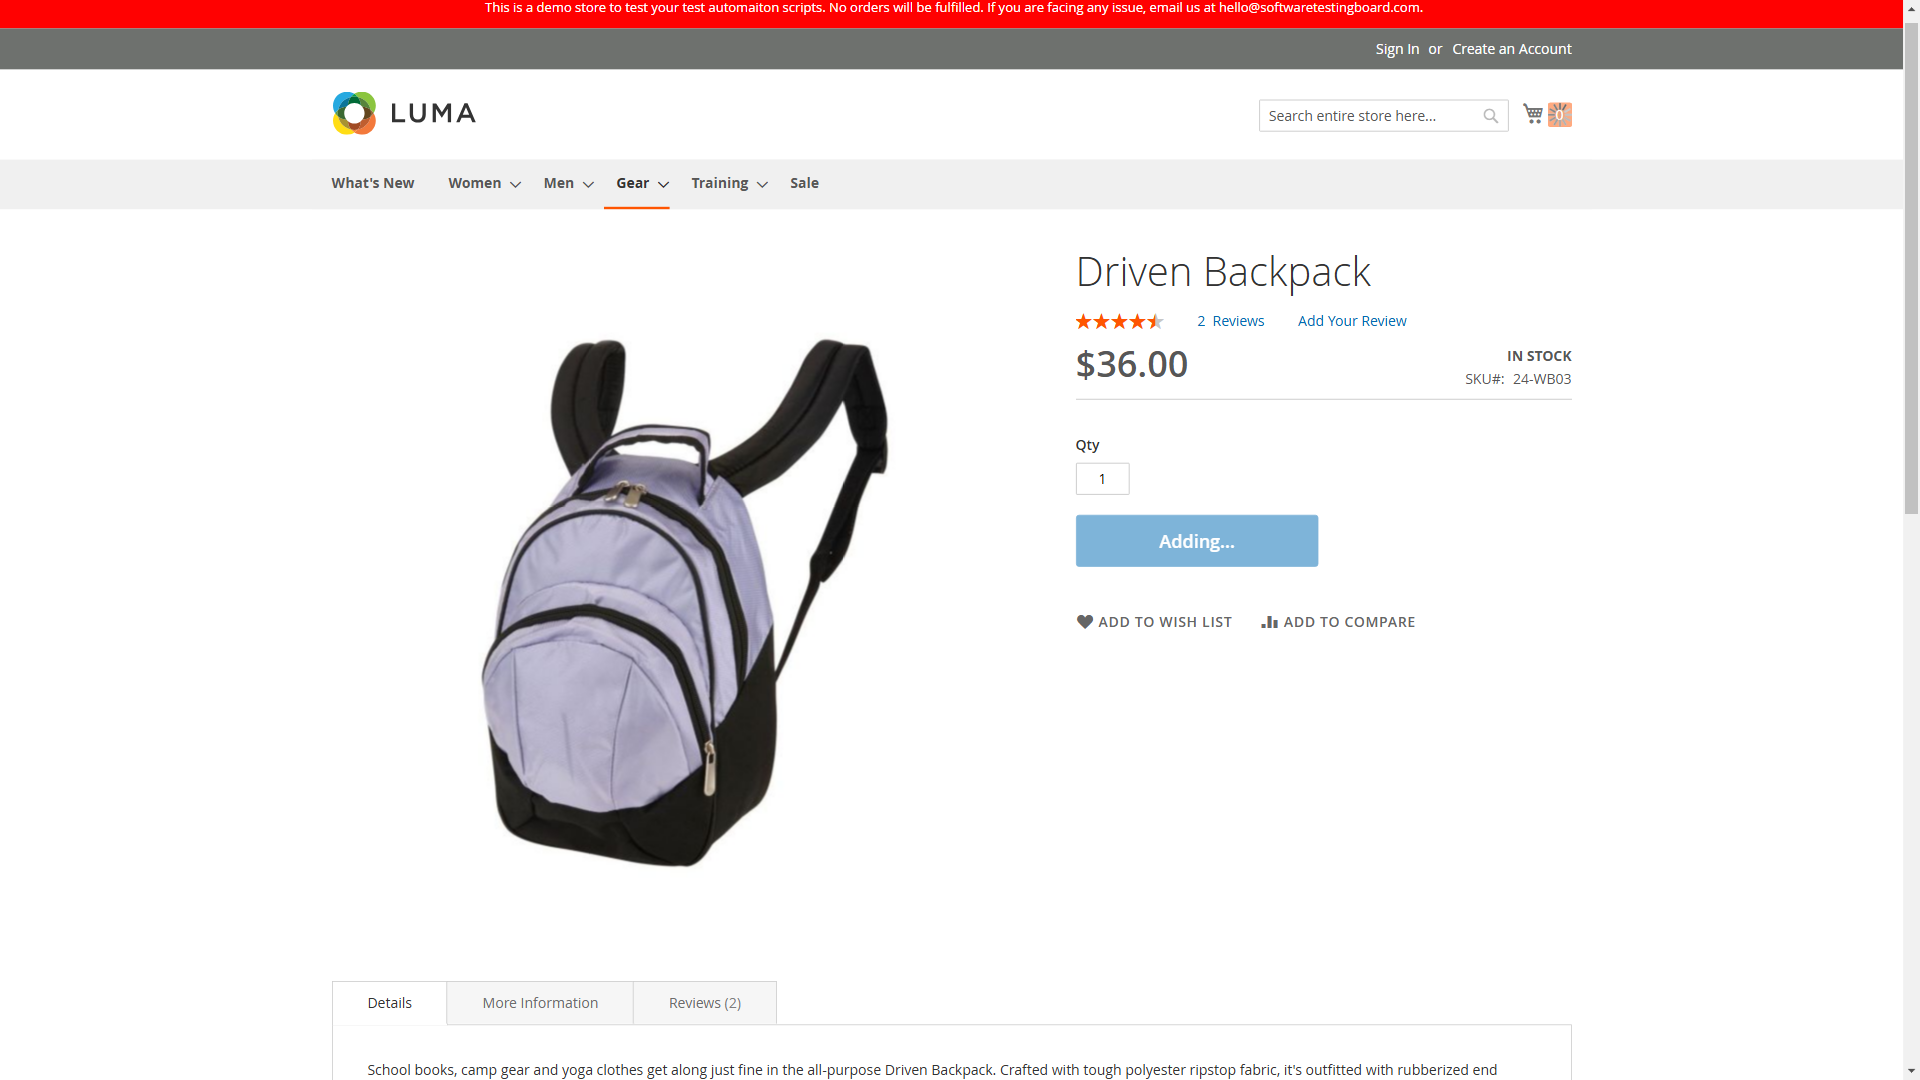 This is a demo store to test your test automaiton scripts. No orders will be fulfilled. If you are facing any issue, email us at hello@softwaretestingboard.com.
Sign In or Create an Account
LUMA
Search entire store here...
0
What's New Women Men Gear Training Sale
Driven Backpack
2 Reviews Add Your Review
$36.00
IN STOCK
SKU#: 24-WB03
Qty
1
Adding...
ADD TO WISH LIST ADD TO COMPARE
Details More Information Reviews (2)
School books, camp gear and yoga clothes get along just fine in the all-purpose Driven Backpack. Crafted with tough polyester ripstop fabric, it's outfitted with rubberized end